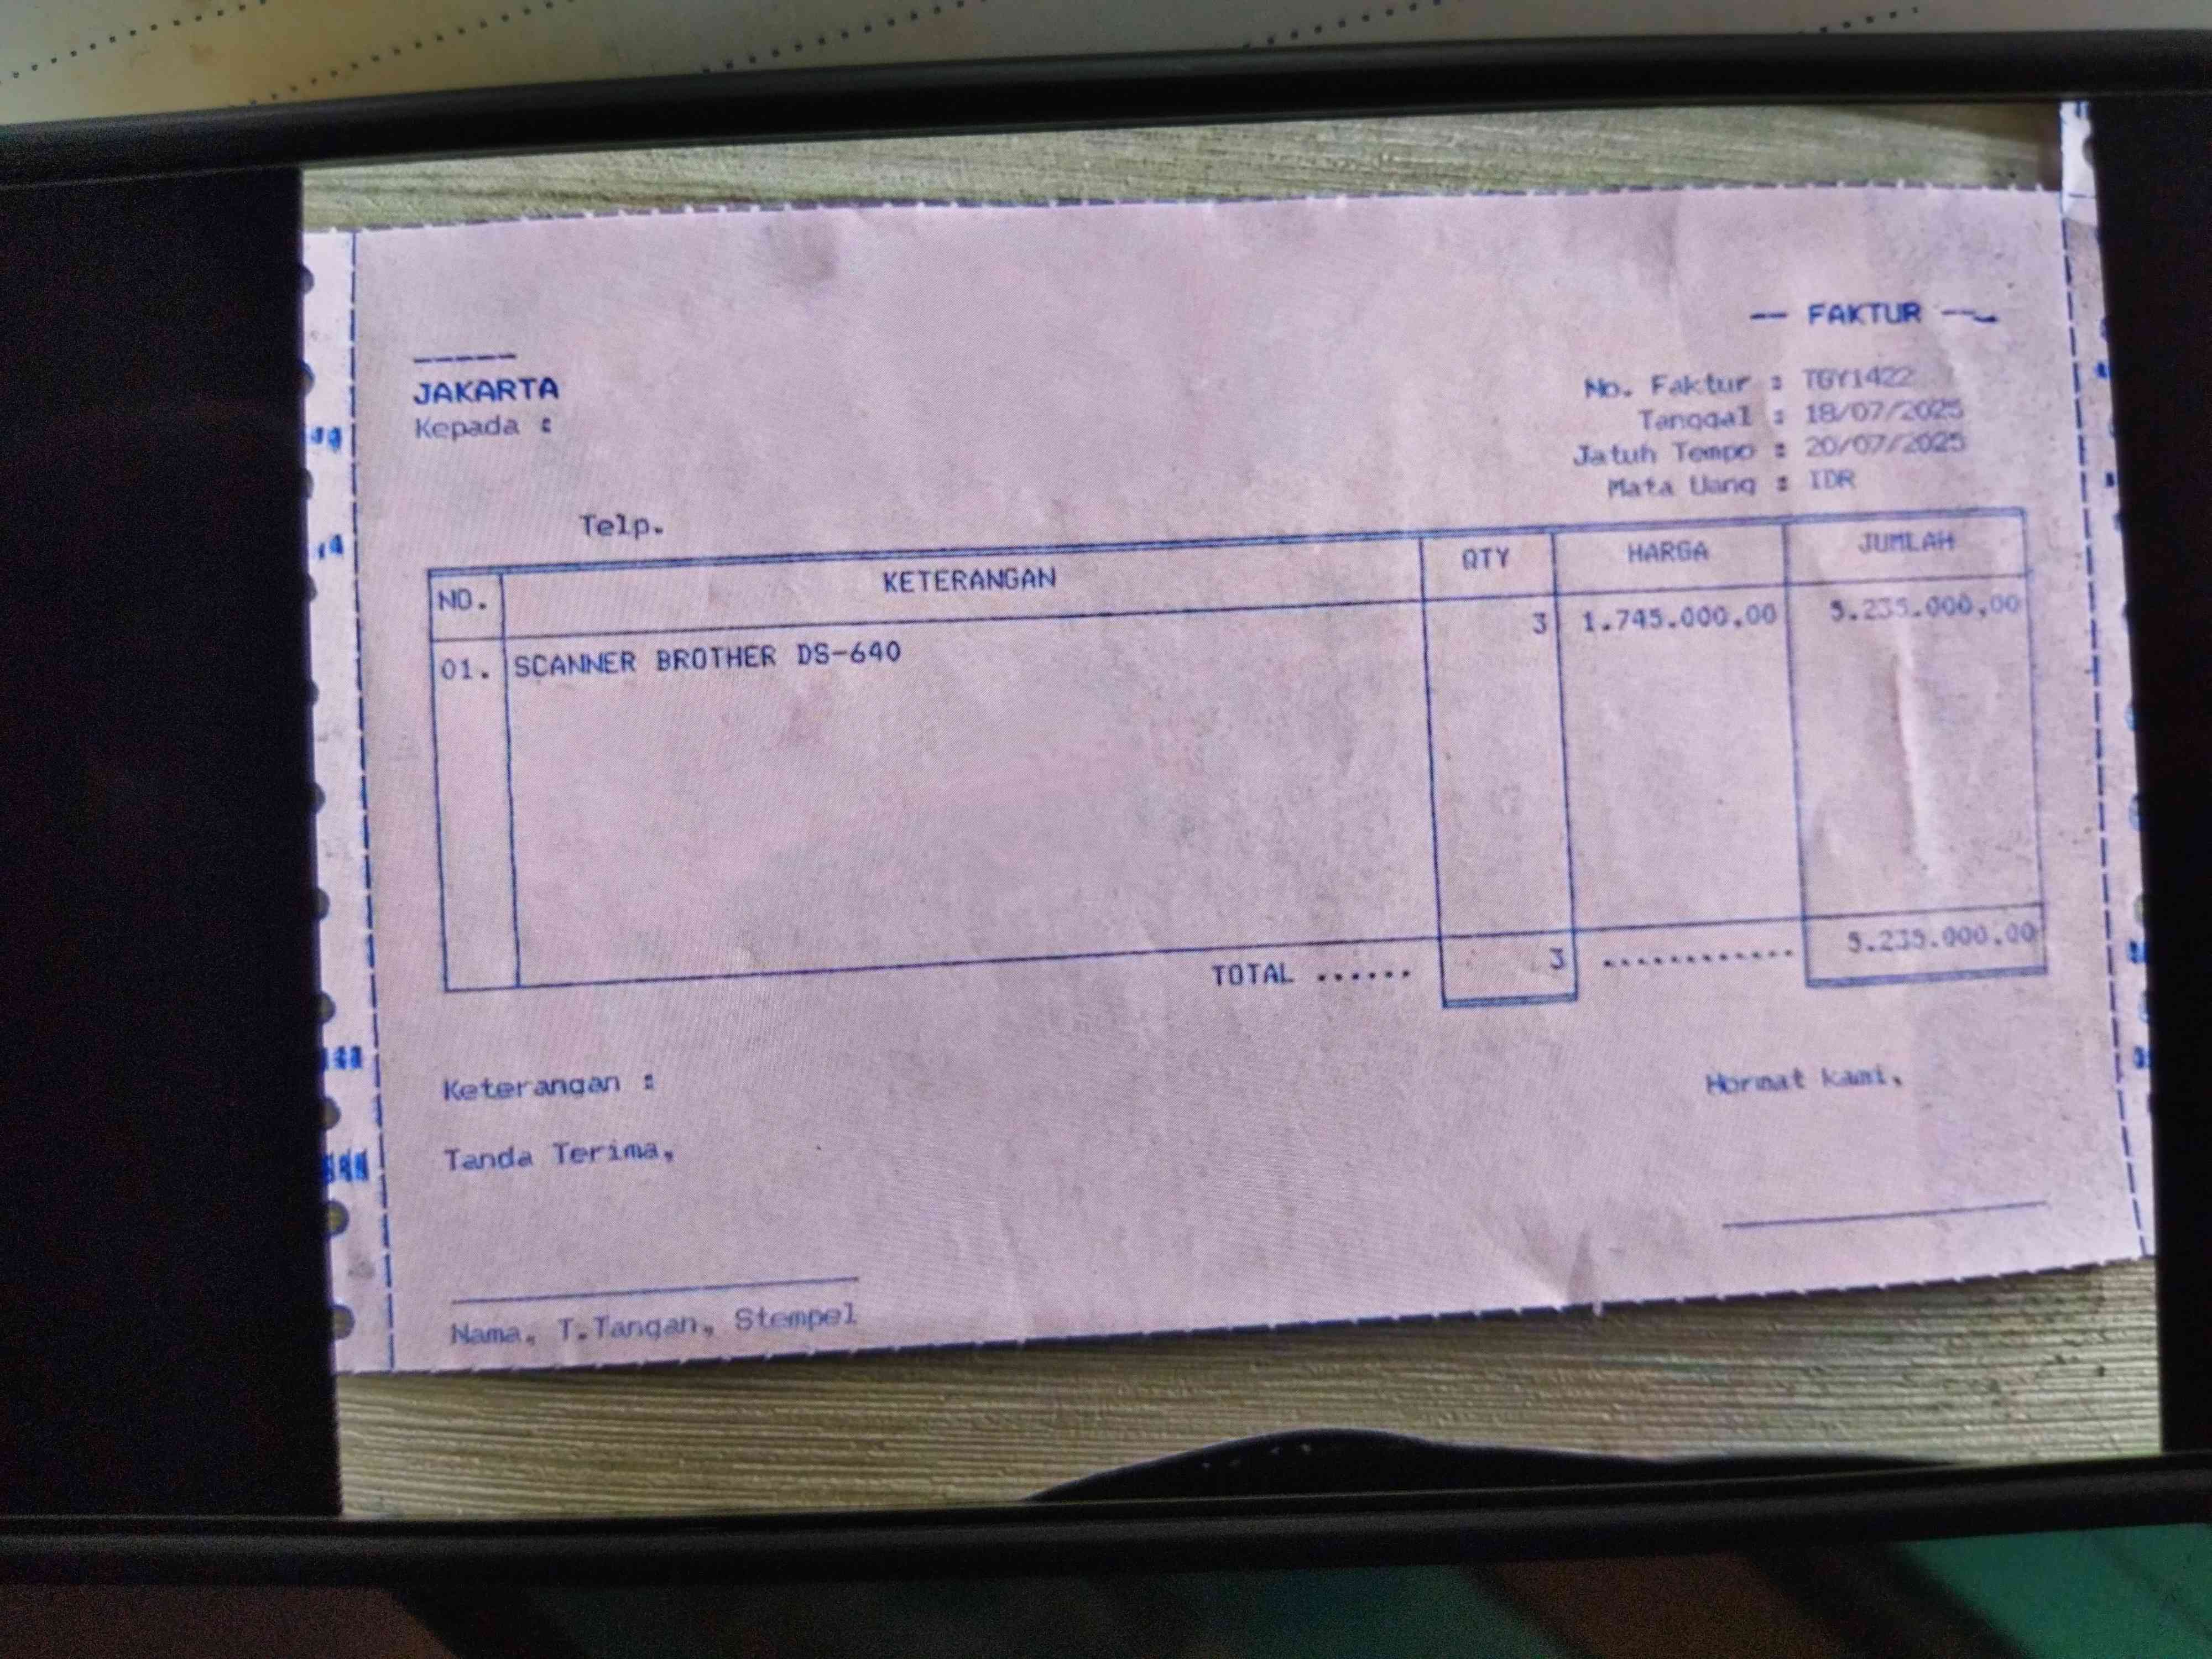 -- FAKTUR --
-----
JAKARTA
Kepada :
No. Faktur : TGY1422
Tanggal : 18/07/2025
Jatuh Tempo : 20/07/2025
Mata Uang : IDR
Telp.
NO. KETERANGAN QTY HARGA JUMLAH
01. SCANNER BROTHER DS-640 3 1.745.000,00 5.235.000,00
TOTAL ...... 3 ............ 5.235.000,00
Keterangan :
Hormat kami,
Tanda Terima,
Nama, T.Tangan, Stempel